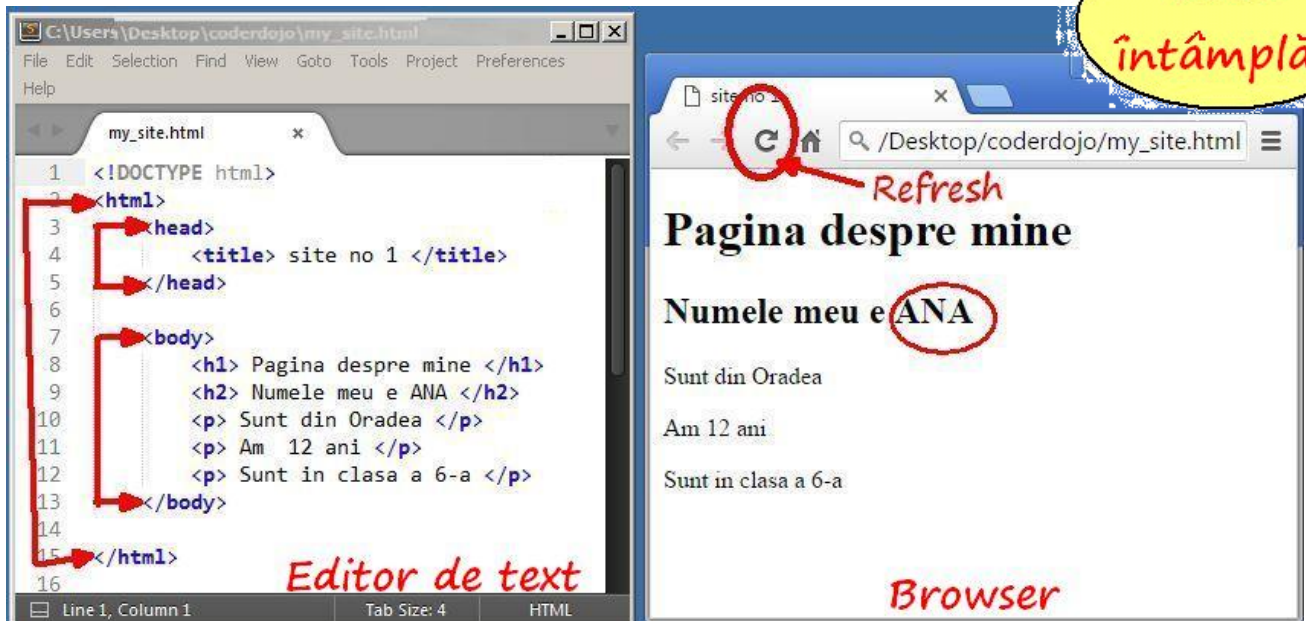 C:\Users\Desktop\coderdojo\my_site.html
File Edit Selection Find View Goto Tools Project Preferences
Help
my_site.html
1 <!DOCTYPE html>
2 <html>
3 <head>
4 <title> site no 1 </title>
5 </head>
6
7 <body>
8 <h1> Pagina despre mine </h1>
9 <h2> Numele meu e ANA </h2>
10 <p> Sunt din Oradea </p>
11 <p> Am  12 ani </p>
12 <p> Sunt in clasa a 6-a </p>
13 </body>
14
15 </html>
16
Editor de text
Line 1, Column 1 Tab Size: 4 HTML
întâmplă
site no 1
/Desktop/coderdojo/my_site.html
Refresh
Pagina despre mine
Numele meu e ANA
Sunt din Oradea
Am 12 ani
Sunt in clasa a 6-a
Browser